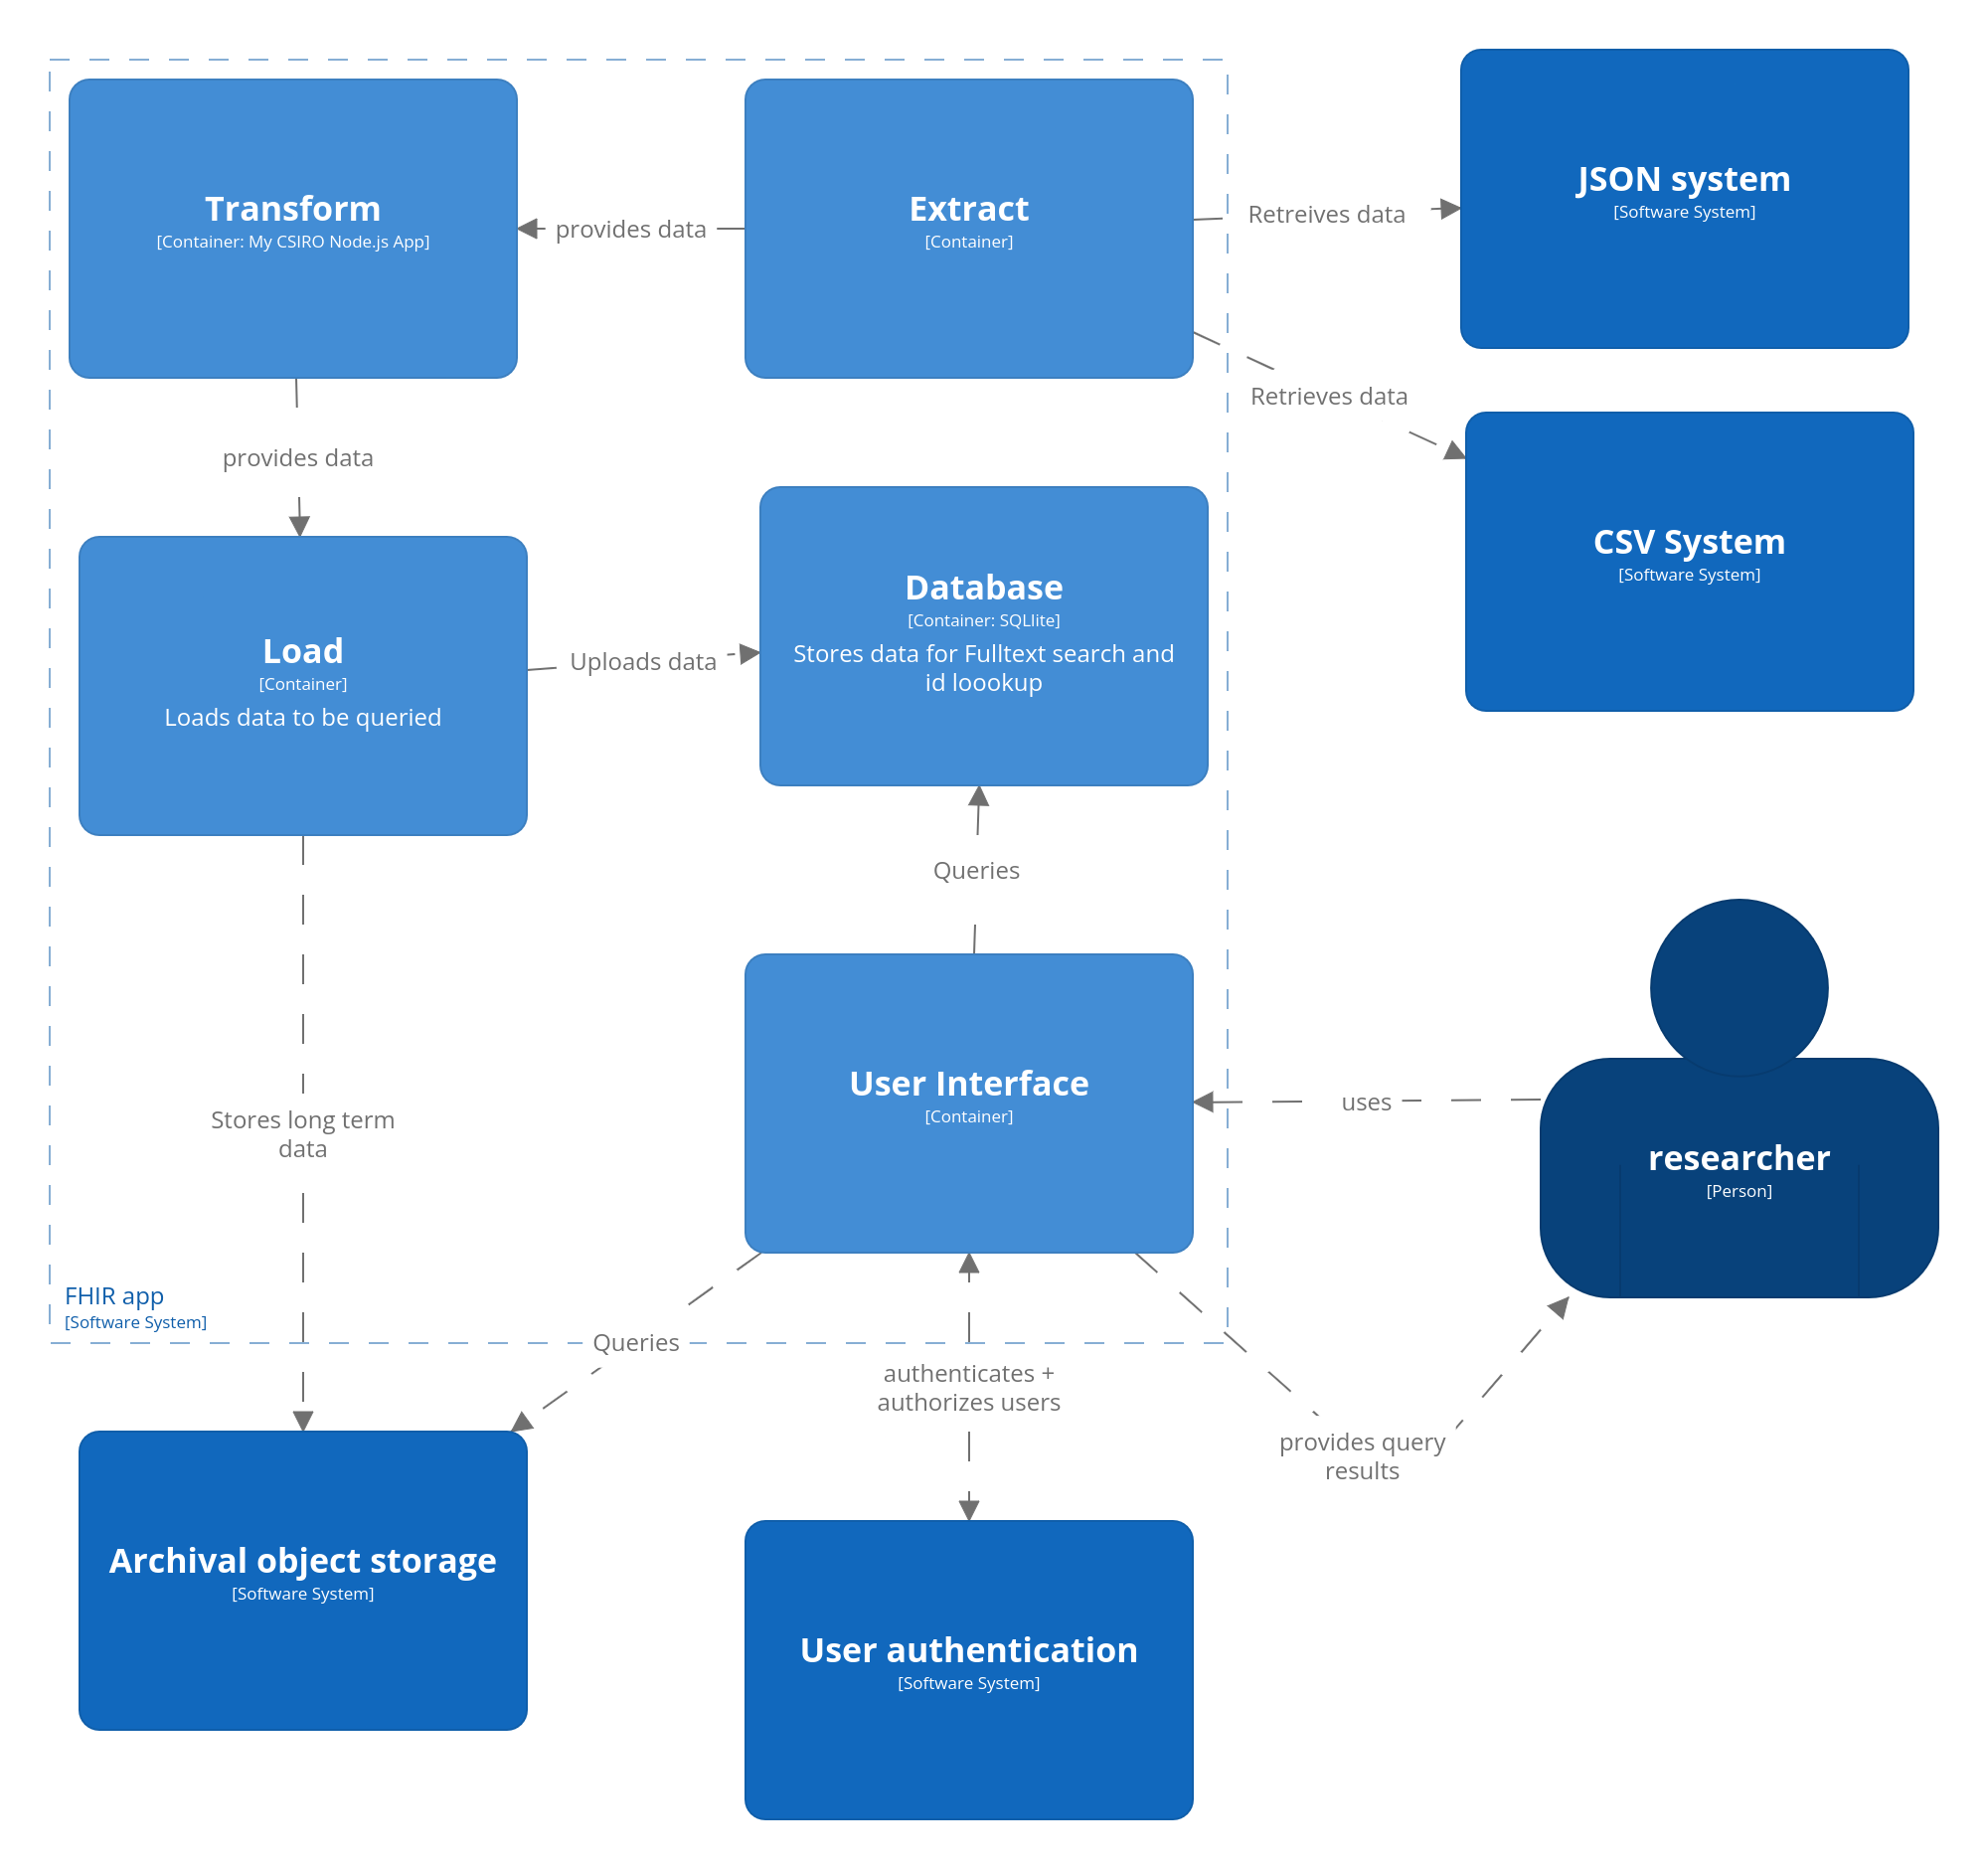 Transform
[Container: My CSIRO Node.js App]
provides data
Extract
[Container]
Retreives data
JSON system
[Software System]
Retrieves data
CSV System
[Software System]
provides data
Load
[Container]
Loads data to be queried
Uploads data
Database
[Container: SQLlite]
Stores data for Fulltext search and
id loookup
Queries
User Interface
[Container]
uses
researcher
[Person]
Stores long term
data
FHIR app
[Software System]
Queries
authenticates +
authorizes users
provides query
results
Archival object storage
[Software System]
User authentication
[Software System]